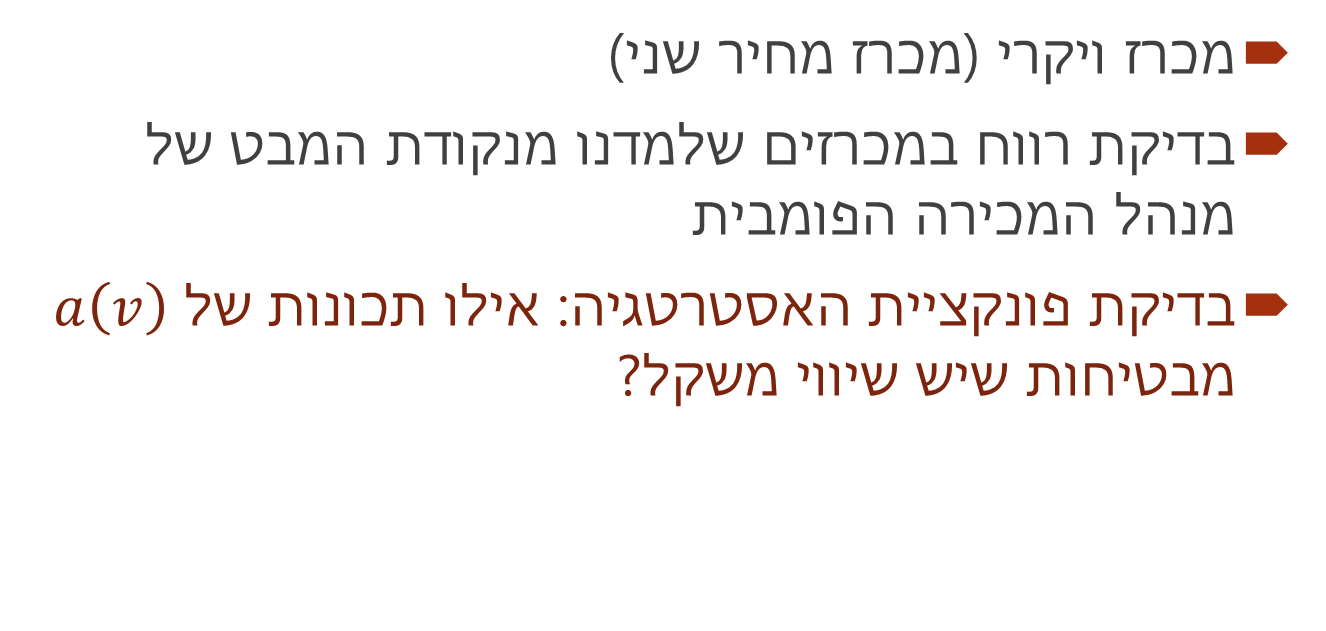 מכרז ויקרי (מכרז מחיר שני)
בדיקת רווח במכרזים שלמדנו מנקודת המבט של
מנהל המכירה הפומבית
בדיקת פונקציית האסטרטגיה: אילו תכונות של a(v)
מבטיחות שיש שיווי משקל?